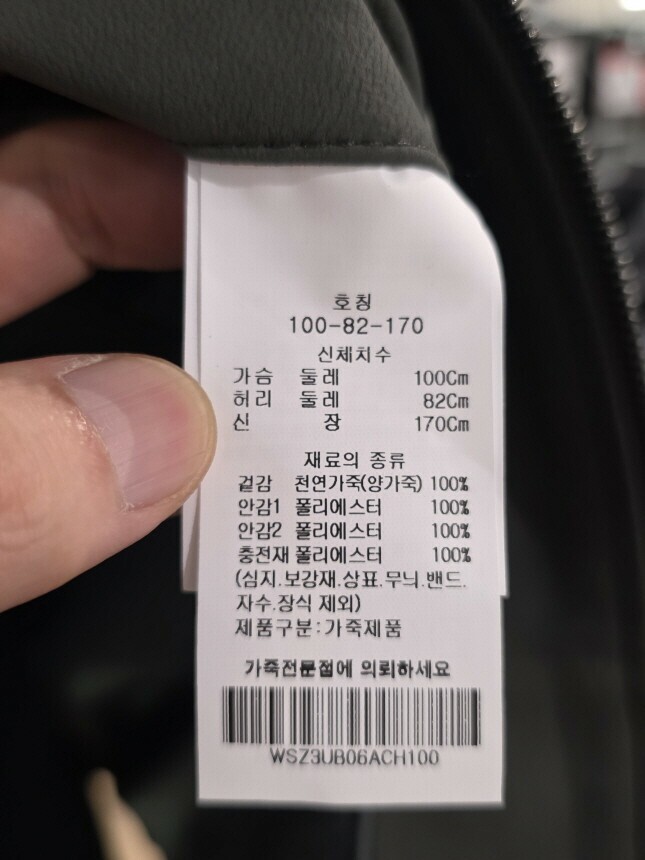 호칭
100-82-170
신체치수
가슴 둘레 100Cm
허리 둘레 82Cm
신 장 170Cm
재료의 종류
겉감 천연가죽(양가죽) 100%
안감1 폴리에스터 100%
안감2 폴리에스터 100%
충전재 폴리에스터 100%
(심지.보강재.상표.무늬.밴드.
자수.장식 제외)
제품구분:가죽제품
가죽전문점에 의뢰하세요
WSZ3UB06ACH100